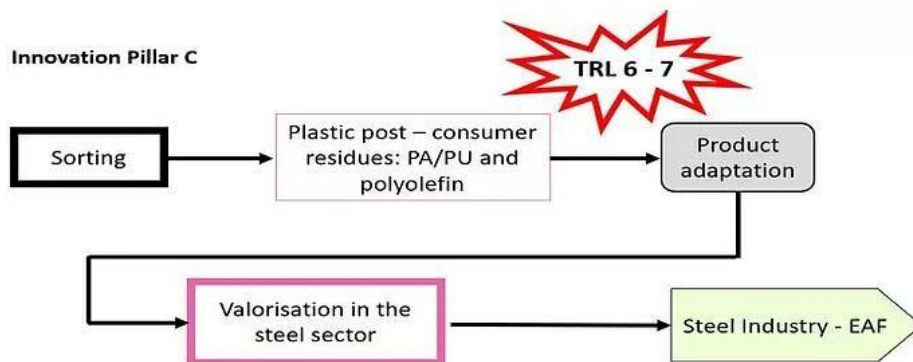 Innovation Pillar C
TRL 6 - 7
Sorting
Plastic post – consumer
residues: PA/PU and
polyolefin
Product
adaptation
Valorisation in the
steel sector
Steel Industry - EAF